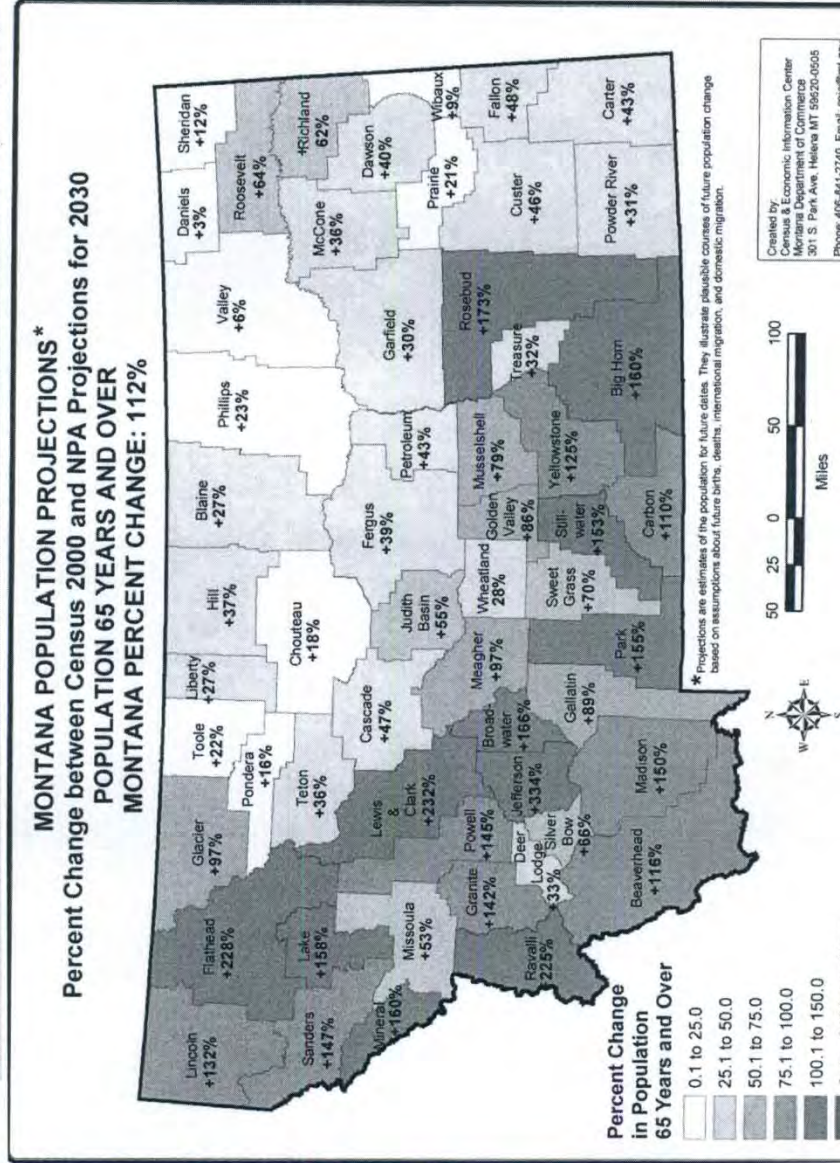 MONTANA POPULATION PROJECTIONS*
Percent Change between Census 2000 and NPA Projections for 2030
POPULATION 65 YEARS AND OVER
MONTANA PERCENT CHANGE: 112%
Lincoln
+132%
Flathead
+228%
Glacier
+97%
Toole
+22%
Liberty
+27%
Hill
+37%
Blaine
+27%
Phillips
+23%
Valley
+6%
Daniels
+3%
Sheridan
+12%
Roosevelt
+64%
Pondera
+16%
Chouteau
+18%
Teton
+36%
Sanders
+147%
Lake
+158%
Mineral
+160%
Missoula
+53%
Lewis
&
Clark
+232%
Cascade
+47%
Judith
Basin
+55%
Fergus
+39%
Petroleum
+43%
Garfield
+30%
McCone
+36%
+Richland
62%
Dawson
+40%
Prairie
+21%
Wibaux
+9%
Powell
+145%
Granite
+142%
Ravalli
225%
Deer
Lodge
+33%
Silver
Bow
+66%
Jefferson
+334%
Broad-
water
+166%
Meagher
+97%
Wheatland
28%
Golden
Valley
+86%
Musselshell
+79%
Rosebud
+173%
Treasure
+32%
Custer
+46%
Fallon
+48%
Beaverhead
+116%
Madison
+150%
Gallatin
+89%
Park
+155%
Sweet
Grass
+70%
Still-
water
+153%
Yellowstone
+125%
Carbon
+110%
Big Horn
+160%
Powder River
+31%
Carter
+43%
Percent Change
in Population
65 Years and Over
0.1 to 25.0
25.1 to 50.0
50.1 to 75.0
75.1 to 100.0
100.1 to 150.0
N
W E
S
50 25 0 50 100
Miles
* Projections are estimates of the population for future dates. They illustrate plausible courses of future population change
based on assumptions about future births, deaths, international migration, and domestic migration.
Created by:
Census & Economic Information Center
Montana Department of Commerce
301 S. Park Ave, Helena MT 59620-0505